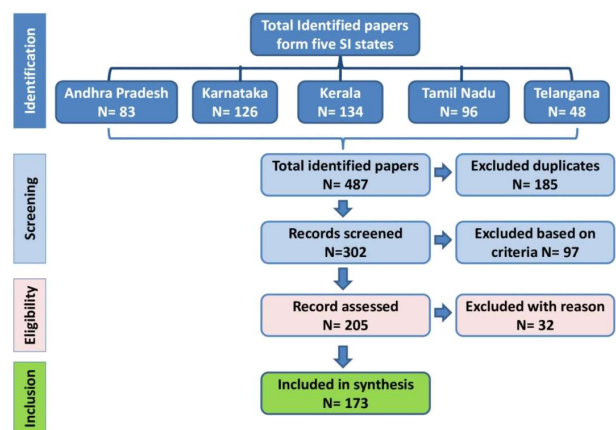 Identification
Total Identified papers
form five SI states
Andhra Pradesh
N= 83
Karnataka
N= 126
Kerala
N= 134
Tamil Nadu
N= 96
Telangana
N= 48
Screening
Total identified papers
N= 487
Excluded duplicates
N= 185
Records screened
N=302
Excluded based on
criteria N= 97
Eligibility
Record assessed
N= 205
Excluded with reason
N= 32
Inclusion
Included in synthesis
N= 173